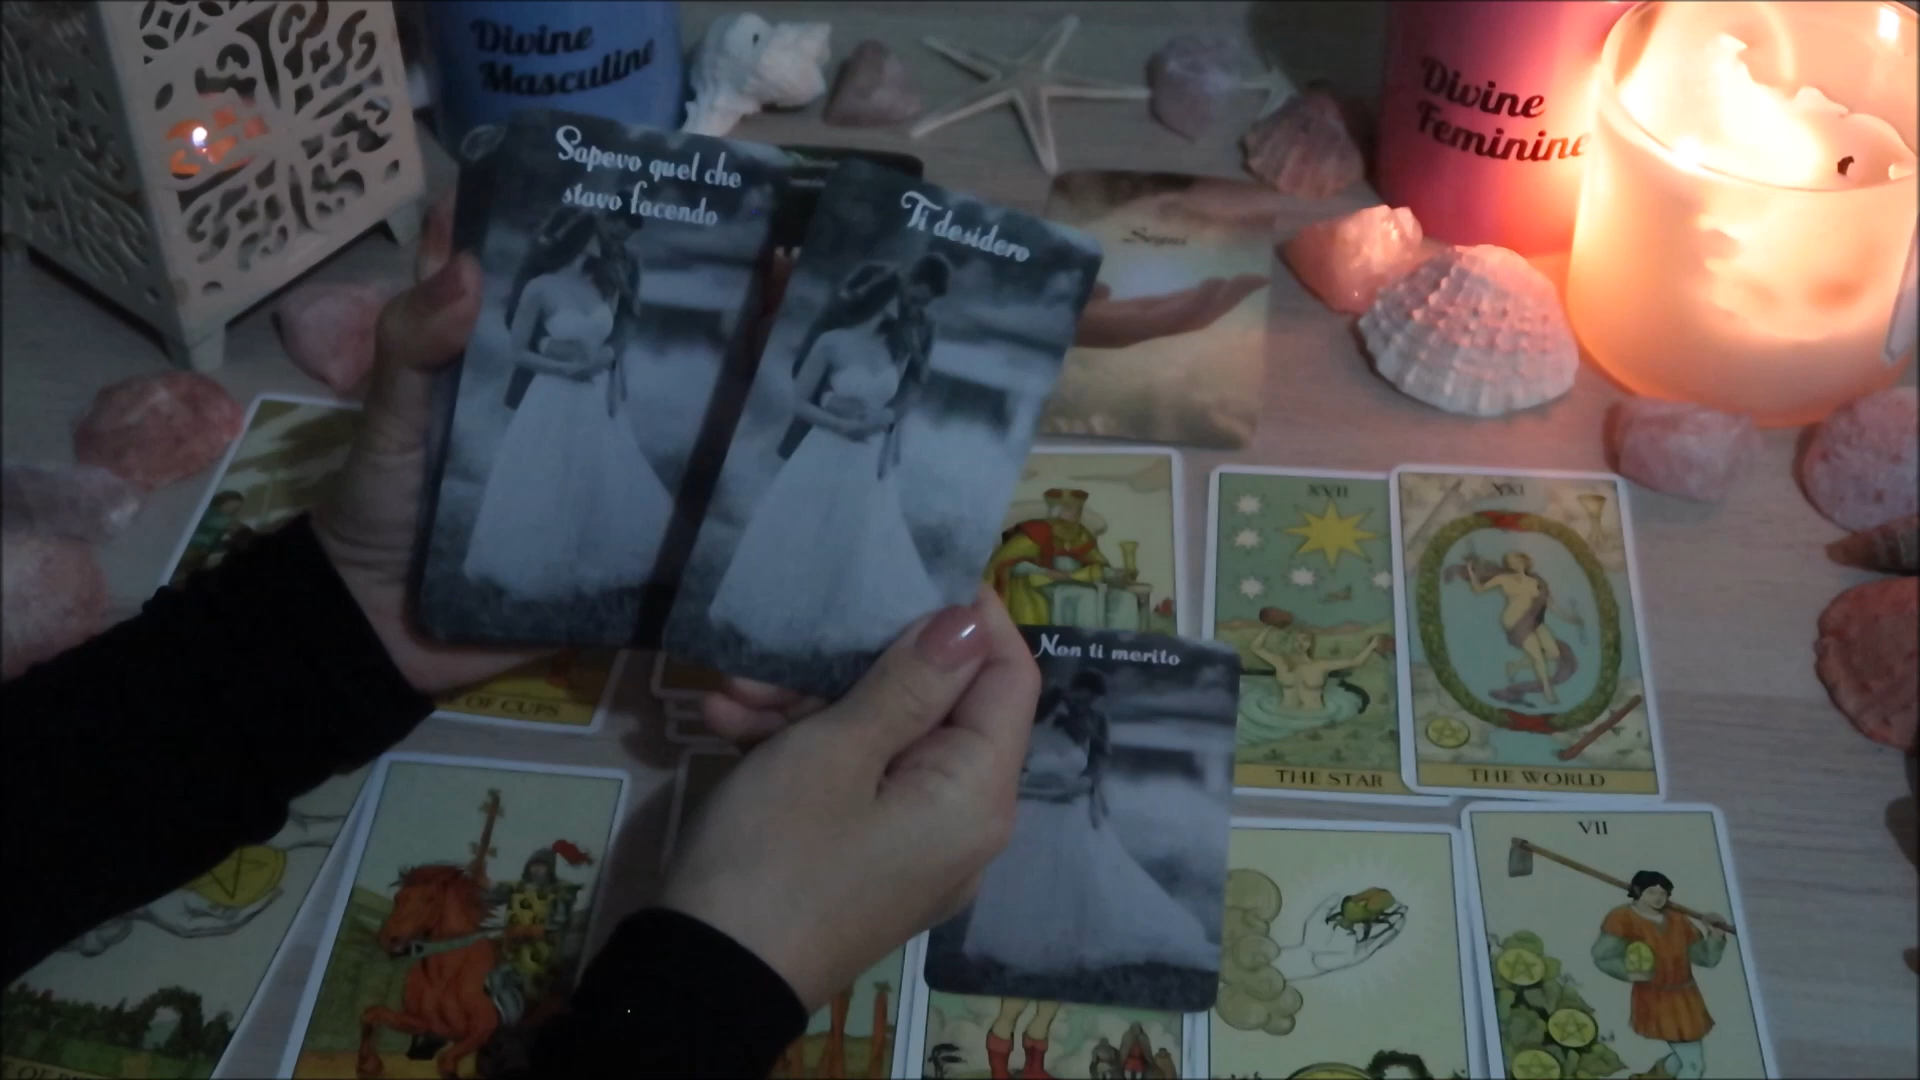 Divine
Masculine
Divine
Feminine
Sapevo quel che
stavo facendo
Ti desidero
Segui
Non ti merito
OF CUPS
XVII
THE STAR
XXI
THE WORLD
VII